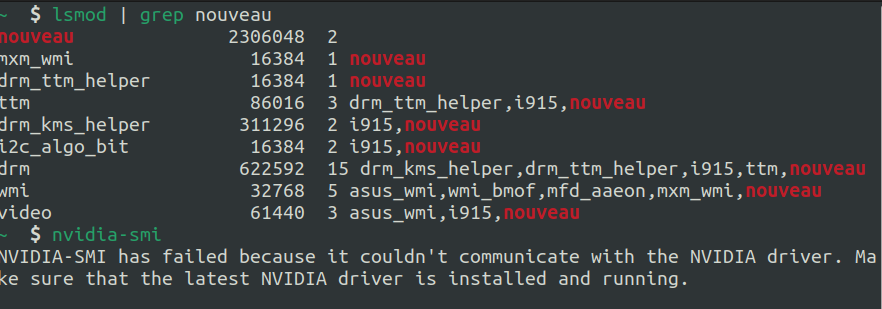 ~ $ lsmod | grep nouveau
nouveau 2306048 2
mxm_wmi 16384 1 nouveau
drm_ttm_helper 16384 1 nouveau
ttm 86016 3 drm_ttm_helper,i915,nouveau
drm_kms_helper 311296 2 i915,nouveau
i2c_algo_bit 16384 2 i915,nouveau
drm 622592 15 drm_kms_helper,drm_ttm_helper,i915,ttm,nouveau
wmi 32768 5 asus_wmi,wmi_bmof,mfd_aaeon,mxm_wmi,nouveau
video 61440 3 asus_wmi,i915,nouveau
~ $ nvidia-smi
NVIDIA-SMI has failed because it couldn't communicate with the NVIDIA driver. Ma
ke sure that the latest NVIDIA driver is installed and running.